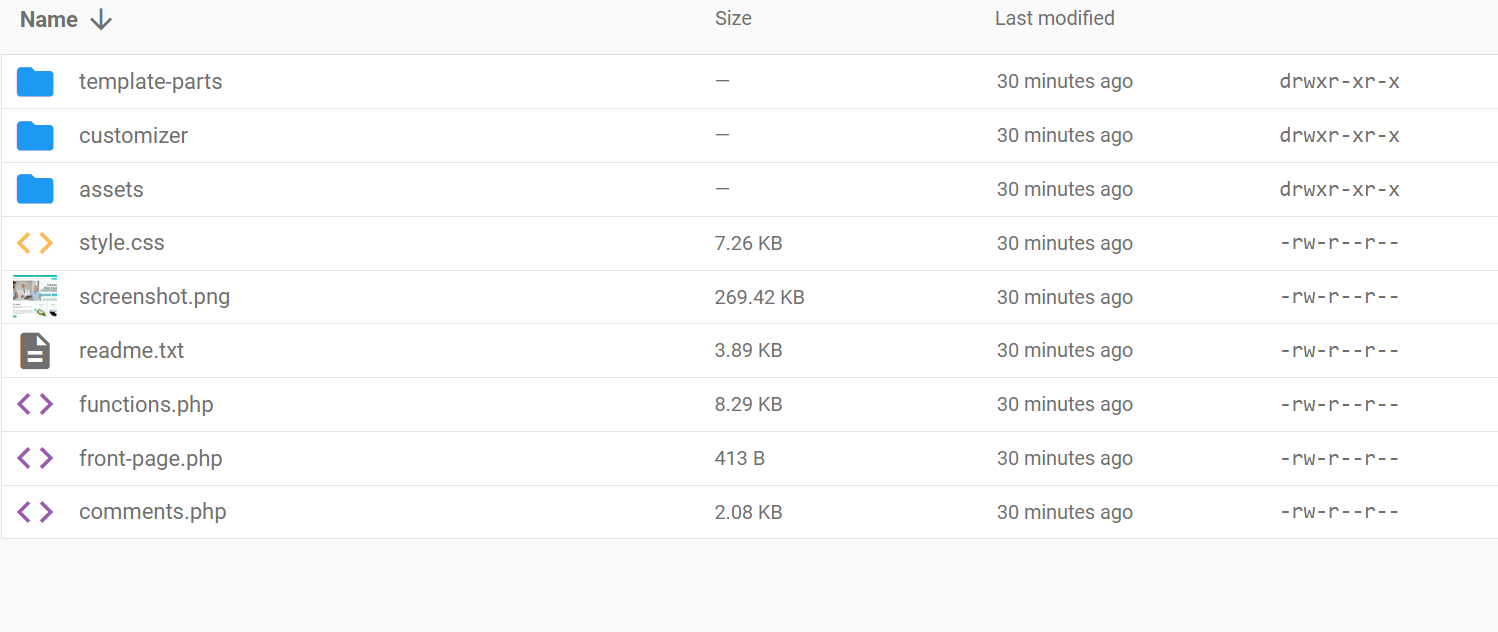 Name Size Last modified
template-parts — 30 minutes ago drwxr-xr-x
customizer — 30 minutes ago drwxr-xr-x
assets — 30 minutes ago drwxr-xr-x
style.css 7.26 KB 30 minutes ago -rw-r--r--
screenshot.png 269.42 KB 30 minutes ago -rw-r--r--
readme.txt 3.89 KB 30 minutes ago -rw-r--r--
functions.php 8.29 KB 30 minutes ago -rw-r--r--
front-page.php 413 B 30 minutes ago -rw-r--r--
comments.php 2.08 KB 30 minutes ago -rw-r--r--